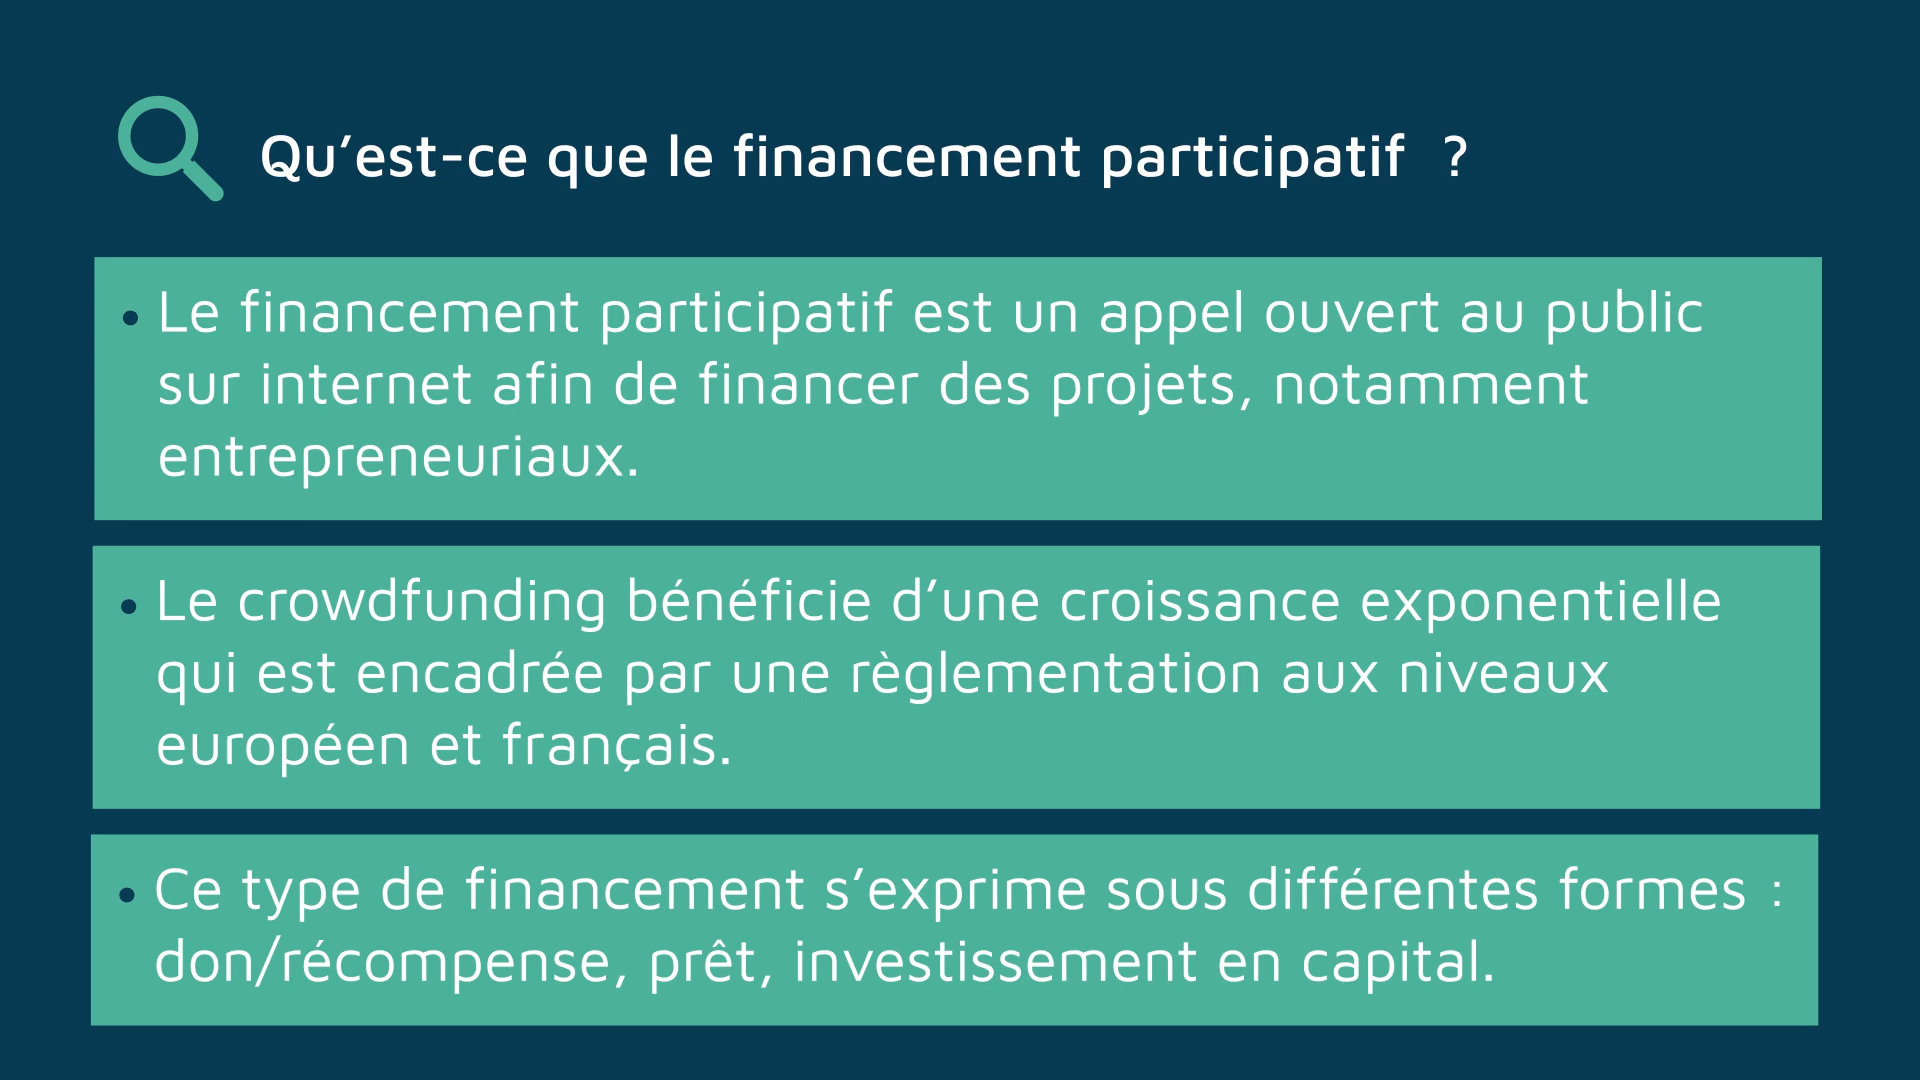 Qu’est-ce que le financement participatif  ?
• Le financement participatif est un appel ouvert au public
sur internet afin de financer des projets, notamment
entrepreneuriaux.
• Le crowdfunding bénéficie d’une croissance exponentielle
qui est encadrée par une règlementation aux niveaux
européen et français.
• Ce type de financement s’exprime sous différentes formes :
don/récompense, prêt, investissement en capital.